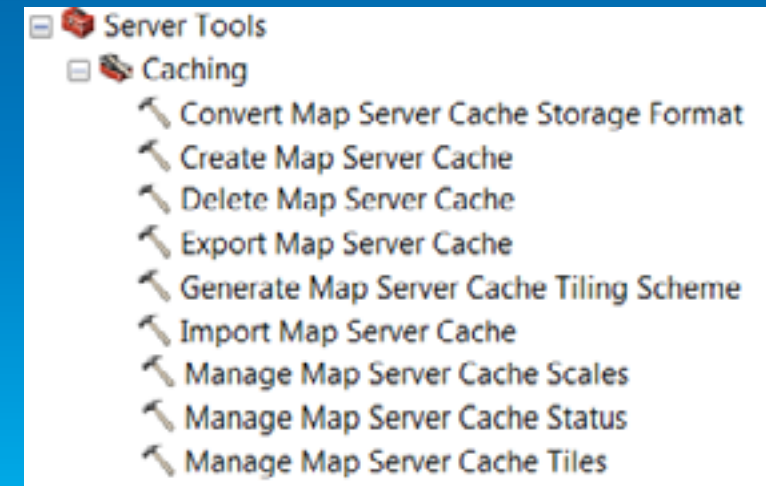 Server Tools
Caching
Convert Map Server Cache Storage Format
Create Map Server Cache
Delete Map Server Cache
Export Map Server Cache
Generate Map Server Cache Tiling Scheme
Import Map Server Cache
Manage Map Server Cache Scales
Manage Map Server Cache Status
Manage Map Server Cache Tiles